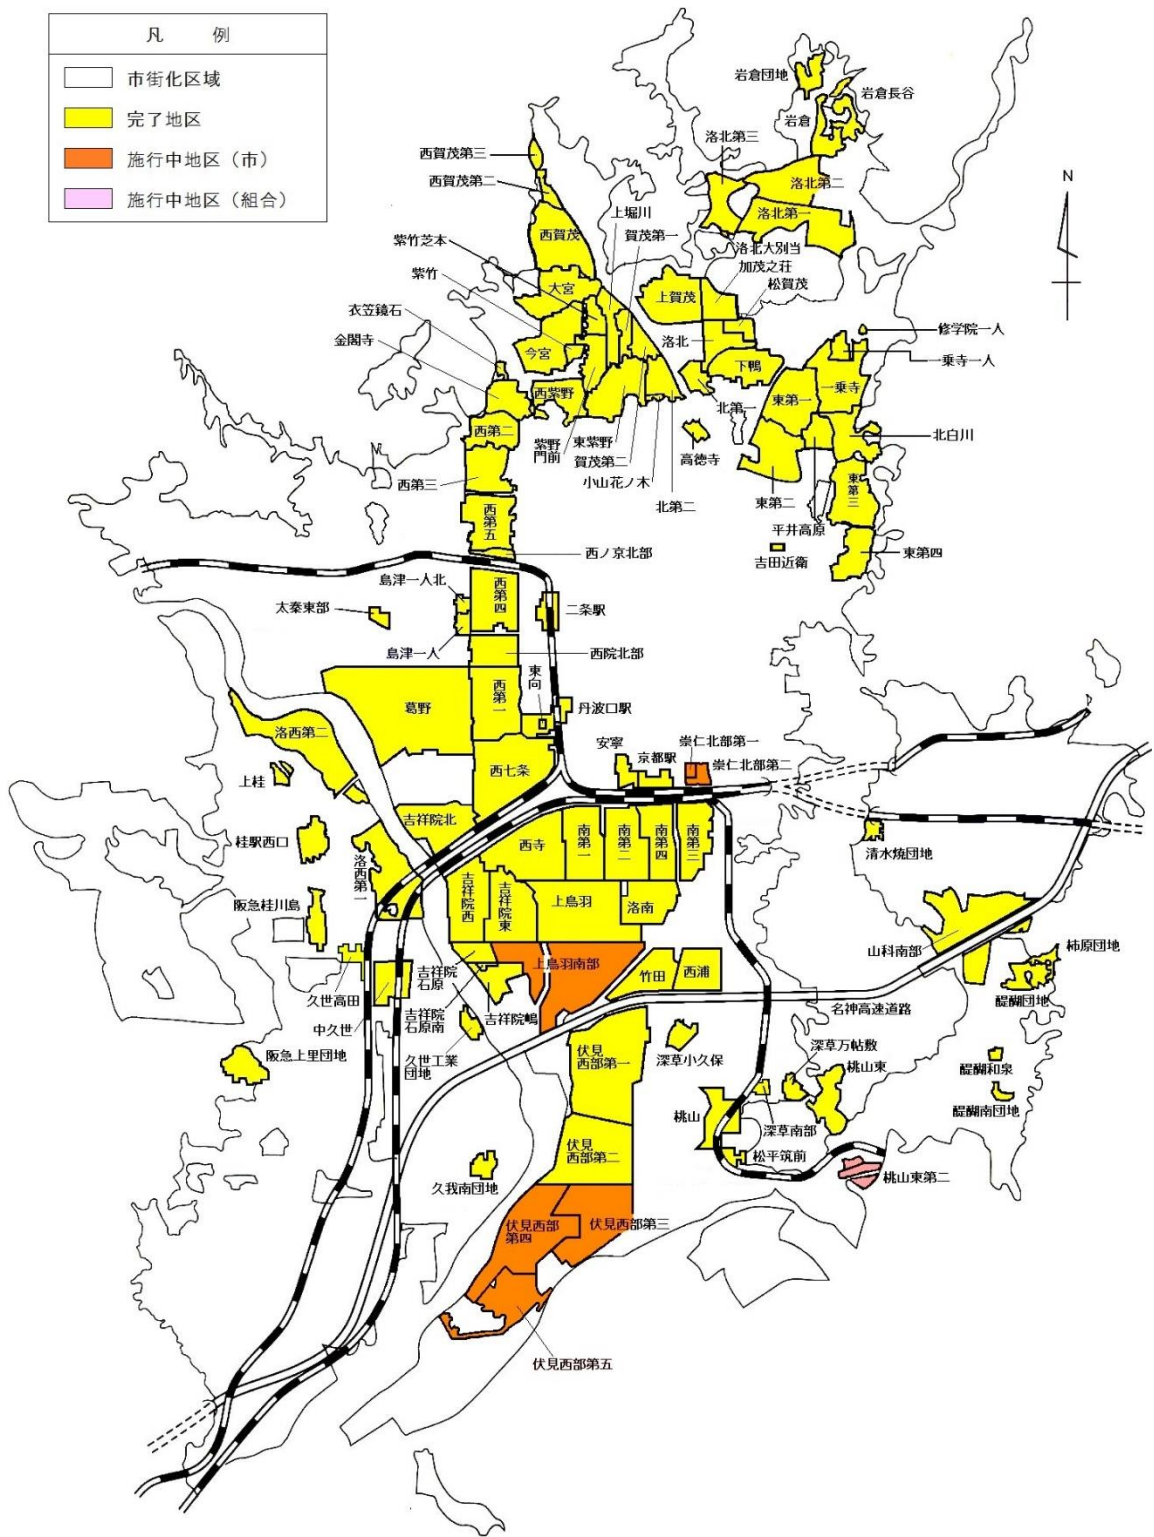 凡 例
市街化区域
完了地区
施行中地区（市）
施行中地区（組合）
N
岩倉団地
岩倉長谷
岩倉
洛北第三
西賀茂第三
洛北第二
西賀茂第二
上堀川
洛北第一
賀茂第一
西賀茂
紫竹芝本
洛北大別当
加茂之荘
紫竹
松賀茂
大宮
上賀茂
衣笠鏡石
修学院一人
金閣寺
洛北
今宮
下鴨
一乗寺一人
西紫野
東第一
一乗寺
北第一
西第二
北白川
紫野
門前
東紫野
高徳寺
賀茂第二
西第三
小山花ノ木
北第二
東第二
東第三
平井高原
西第五
西ノ京北部
吉田近衛
東第四
島津一人北
西第四
太秦東部
二条駅
島津一人
西院北部
東向
西第一
葛野
丹波口駅
洛西第二
安寧
崇仁北部第一
京都駅
崇仁北部第二
西七条
上桂
吉祥院北
桂駅西口
西寺
南第一
南第二
南第四
南第三
清水焼団地
洛西第一
阪急桂川島
吉祥院西
吉祥院東
上鳥羽
洛南
山科南部
柿原団地
上鳥羽南部
竹田
西浦
吉祥院
石原
久世高田
醍醐団地
名神高速道路
中久世
吉祥院
石原南
吉祥院嶋
深草万帖敷
阪急上里団地
久世工業
団地
伏見
西部第一
深草小久保
桃山東
醍醐和泉
桃山
深草南部
醍醐南団地
伏見
西部第二
松平筑前
久我南団地
桃山東第二
伏見西部
第四
伏見西部第三
伏見西部第五